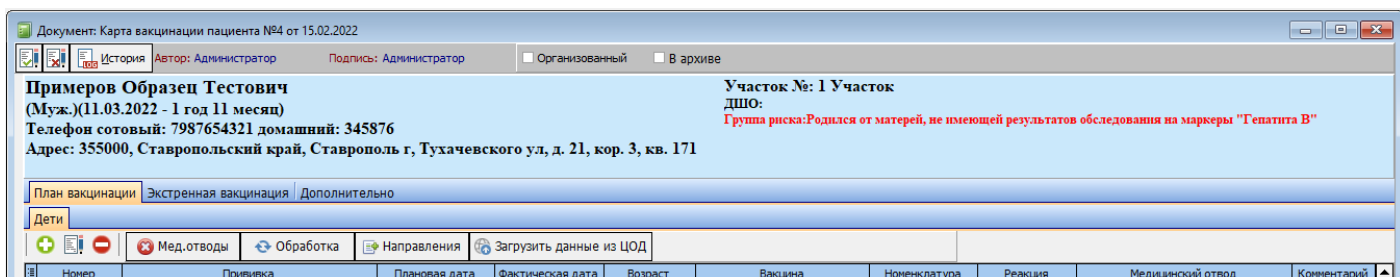 Документ: Карта вакцинации пациента №4 от 15.02.2022
История Автор: Администратор Подпись: Администратор Организованный В архиве
Примеров Образец Тестович
(Муж.)(11.03.2022 - 1 год 11 месяц)
Телефон сотовый: 7987654321 домашний: 345876
Адрес: 355000, Ставропольский край, Ставрополь г, Тухачевского ул, д. 21, кор. 3, кв. 171
Участок №: 1 Участок
ДШО:
Группа риска:Родился от матерей, не имеющей результатов обследования на маркеры "Гепатита В"
План вакцинации Экстренная вакцинация Дополнительно
Дети
Мед.отводы Обработка Направления Загрузить данные из ЦОД
Номер Прививка Плановая дата Фактическая дата Возраст Вакцина Номенклатура Реакция Медицинский отвод Комментарий